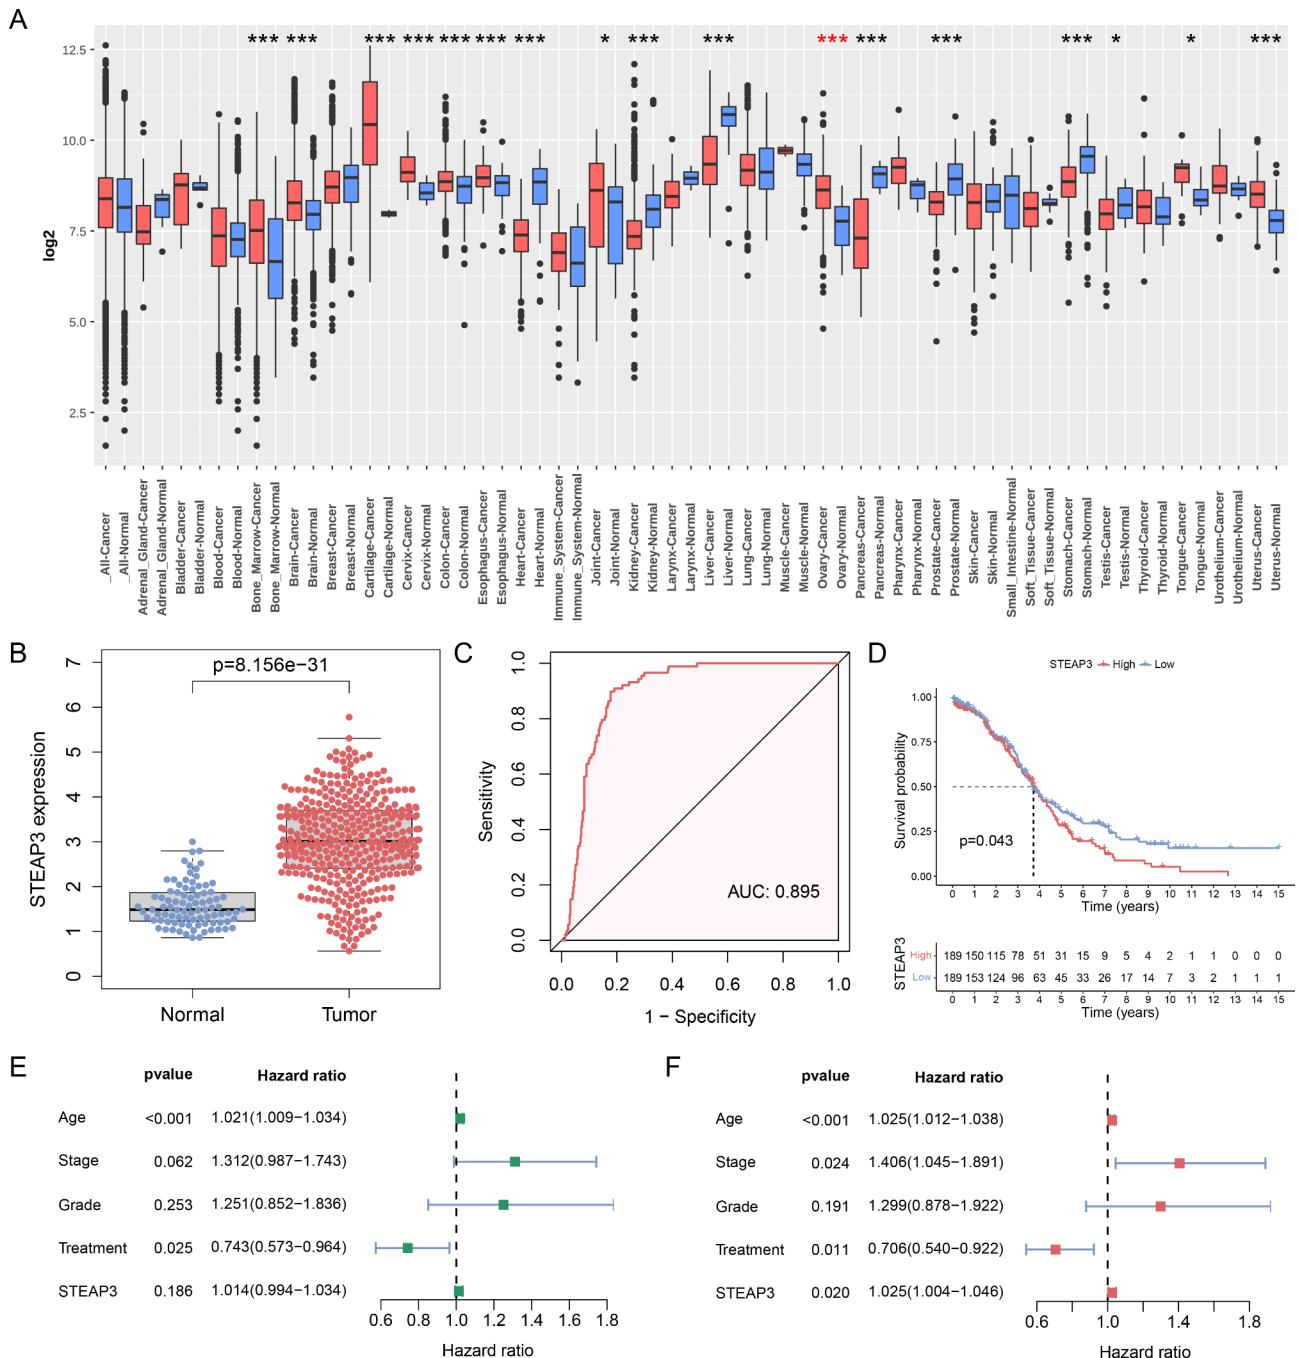 A
*** *** *** *** *** *** *** * *** *** *** *** *** *** * * ***
12.5
10.0
7.5
5.0
2.5
log2
_All-Cancer
_All-Normal
Adrenal_Gland-Cancer
Adrenal_Gland-Normal
Bladder-Cancer
Bladder-Normal
Blood-Cancer
Blood-Normal
Bone_Marrow-Cancer
Bone_Marrow-Normal
Brain-Cancer
Brain-Normal
Breast-Cancer
Breast-Normal
Cartilage-Cancer
Cartilage-Normal
Cervix-Cancer
Cervix-Normal
Colon-Cancer
Colon-Normal
Esophagus-Cancer
Esophagus-Normal
Heart-Cancer
Heart-Normal
Immune_System-Cancer
Immune_System-Normal
Joint-Cancer
Joint-Normal
Kidney-Cancer
Kidney-Normal
Larynx-Cancer
Larynx-Normal
Liver-Cancer
Liver-Normal
Lung-Cancer
Lung-Normal
Muscle-Cancer
Muscle-Normal
Ovary-Cancer
Ovary-Normal
Pancreas-Cancer
Pancreas-Normal
Pharynx-Cancer
Pharynx-Normal
Prostate-Cancer
Prostate-Normal
Skin-Cancer
Skin-Normal
Small_Intestine-Normal
Soft_Tissue-Cancer
Soft_Tissue-Normal
Stomach-Cancer
Stomach-Normal
Testis-Cancer
Testis-Normal
Thyroid-Cancer
Thyroid-Normal
Tongue-Cancer
Tongue-Normal
Urothelium-Cancer
Urothelium-Normal
Uterus-Cancer
Uterus-Normal
B
p=8.156e−31
STEAP3 expression
7
6
5
4
3
2
1
0
Normal Tumor
C
Sensitivity
1.0
0.8
0.6
0.4
0.2
0.0
AUC: 0.895
0.0 0.2 0.4 0.6 0.8 1.0
1 − Specificity
D
STEAP3 High Low
Survival probability
1.00
0.75
0.50
0.25
0.00
p=0.043
0 1 2 3 4 5 6 7 8 9 10 11 12 13 14 15
Time (years)
STEAP3
High 189 150 115 78 51 31 15 9 5 4 2 1 1 0 0 0
Low 189 153 124 96 63 45 33 26 17 14 7 3 2 1 1 1
0 1 2 3 4 5 6 7 8 9 10 11 12 13 14 15
Time (years)
E
pvalue Hazard ratio
Age <0.001 1.021(1.009−1.034)
Stage 0.062 1.312(0.987−1.743)
Grade 0.253 1.251(0.852−1.836)
Treatment 0.025 0.743(0.573−0.964)
STEAP3 0.186 1.014(0.994−1.034)
0.6 0.8 1.0 1.2 1.4 1.6 1.8
Hazard ratio
F
pvalue Hazard ratio
Age <0.001 1.025(1.012−1.038)
Stage 0.024 1.406(1.045−1.891)
Grade 0.191 1.299(0.878−1.922)
Treatment 0.011 0.706(0.540−0.922)
STEAP3 0.020 1.025(1.004−1.046)
0.6 1.0 1.4 1.8
Hazard ratio